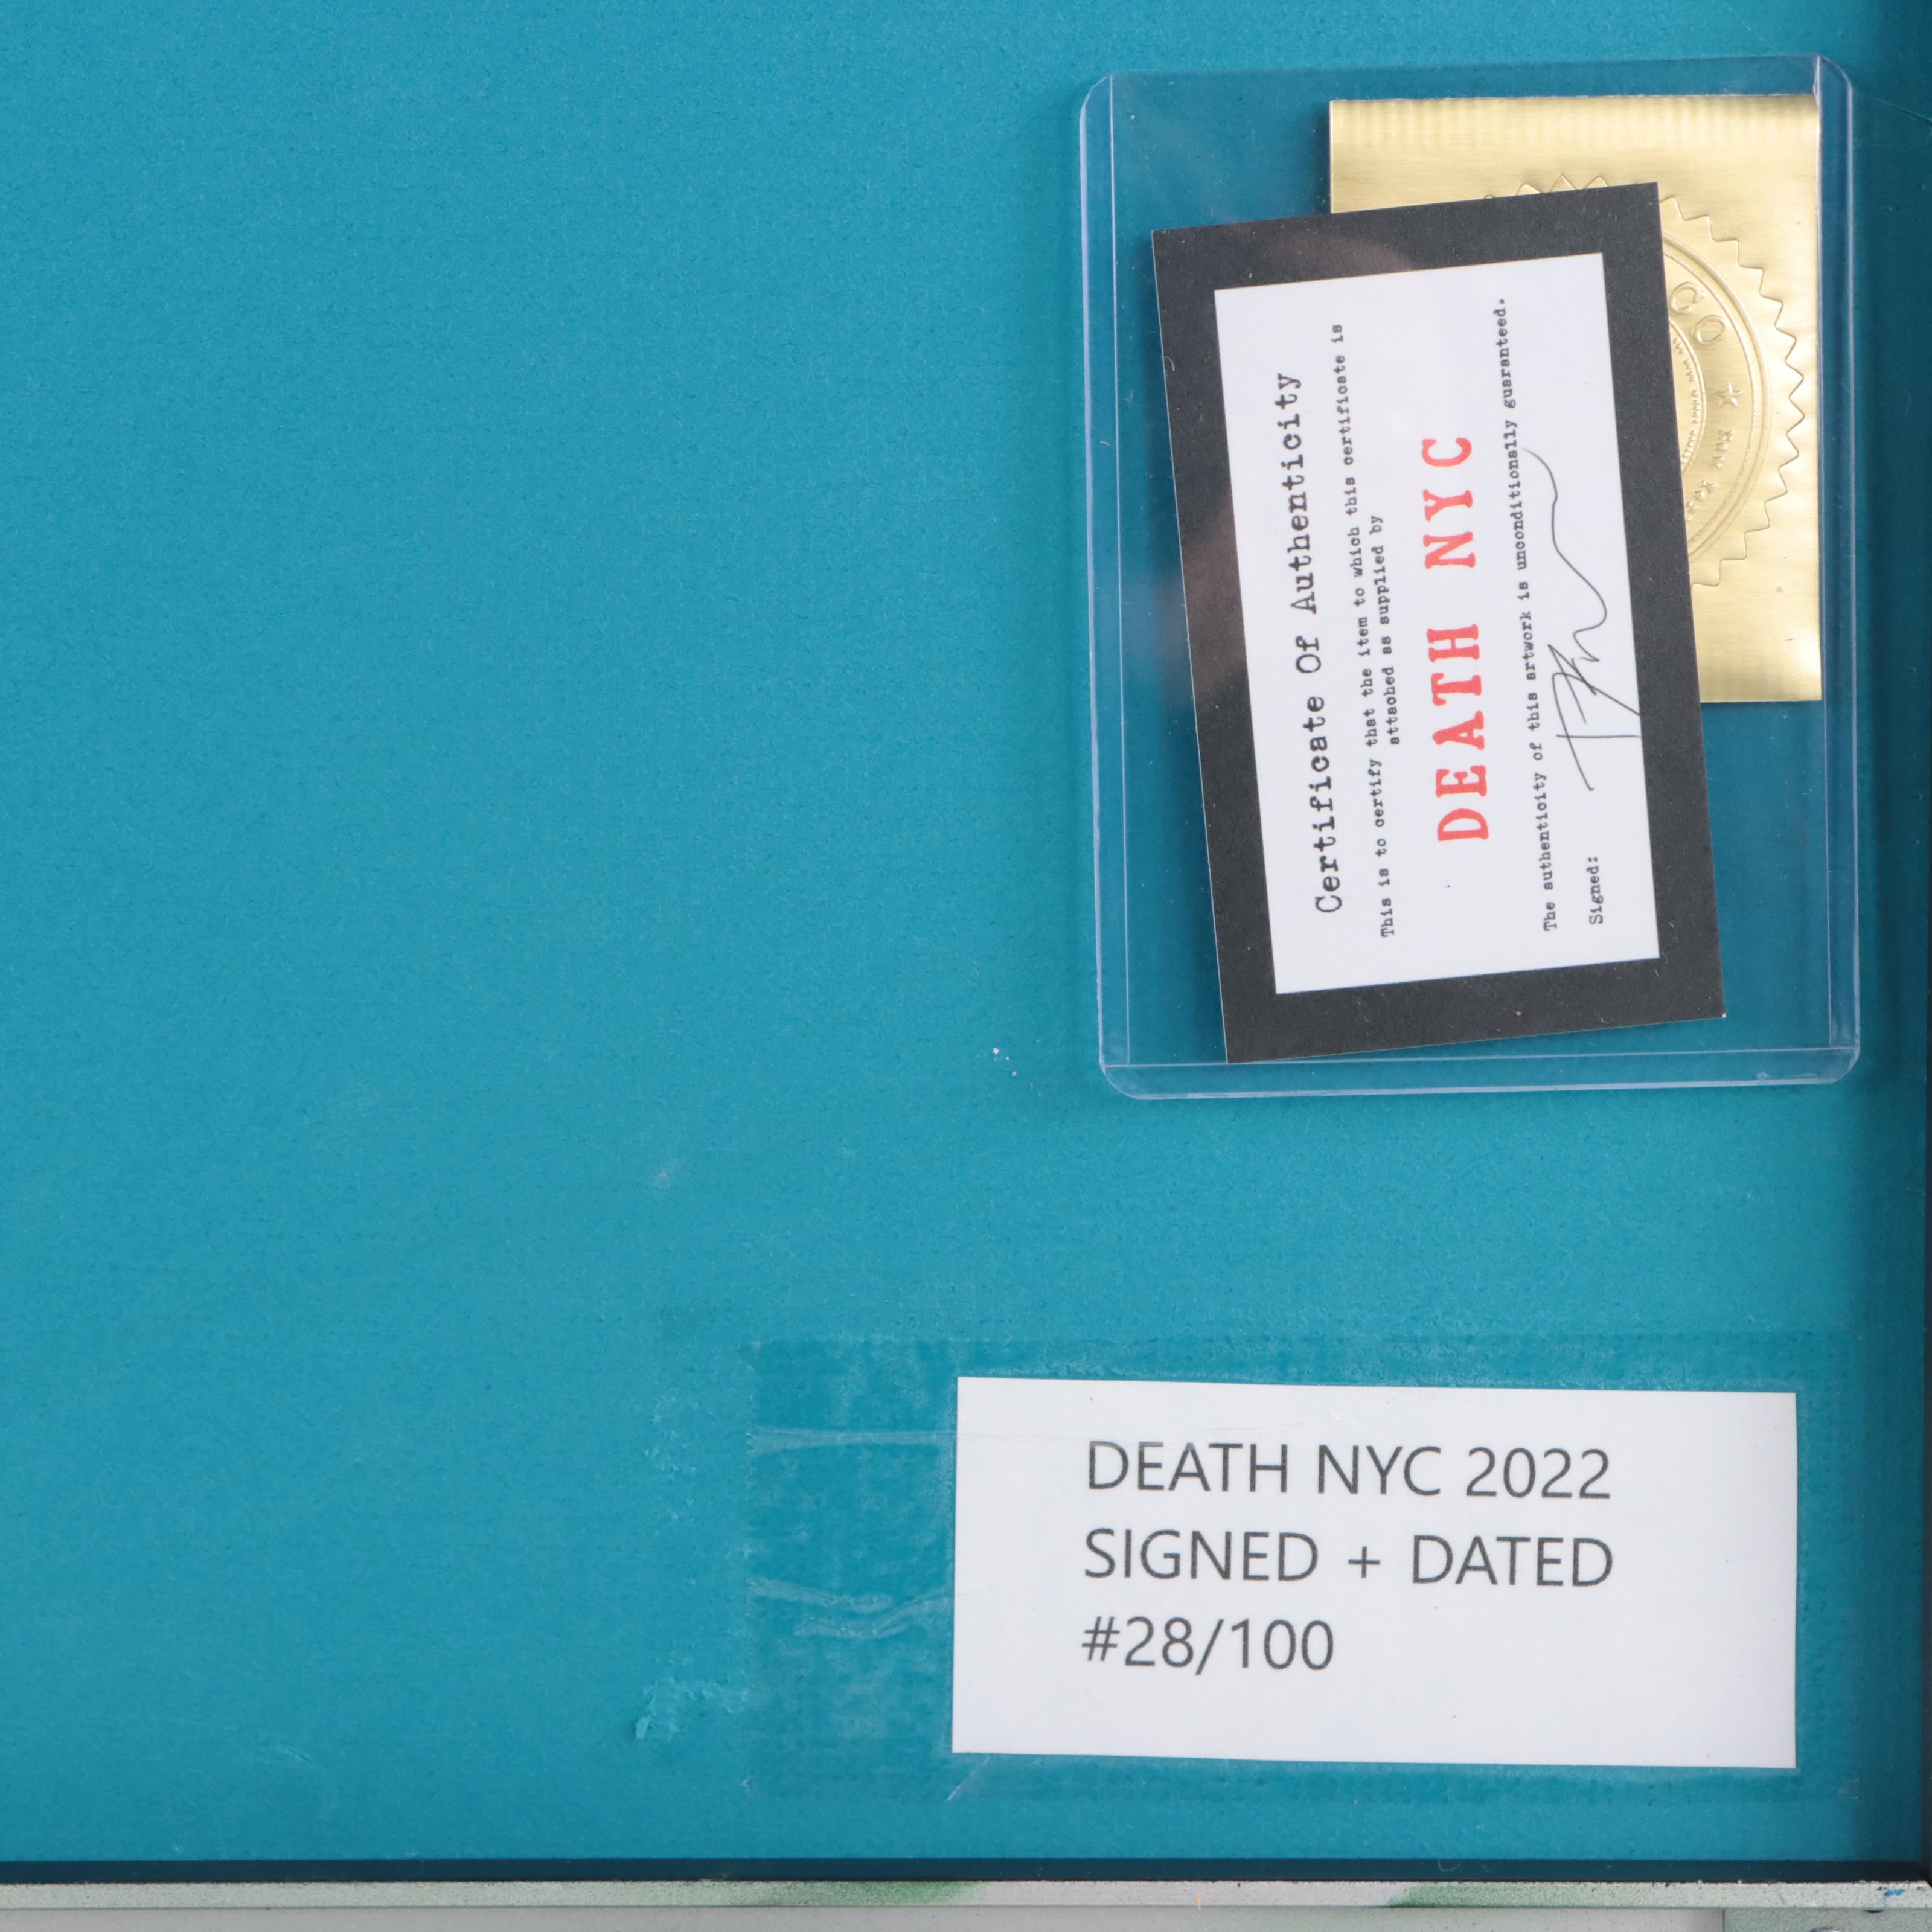 Certificate Of Authenticity
This is to certify that the item to which this certificate is
attached as supplied by
DEATH NYC
The authenticity of this artwork is unconditionally guaranteed.
Signed:
CO
DEATH NYC 2022
SIGNED + DATED
#28/100